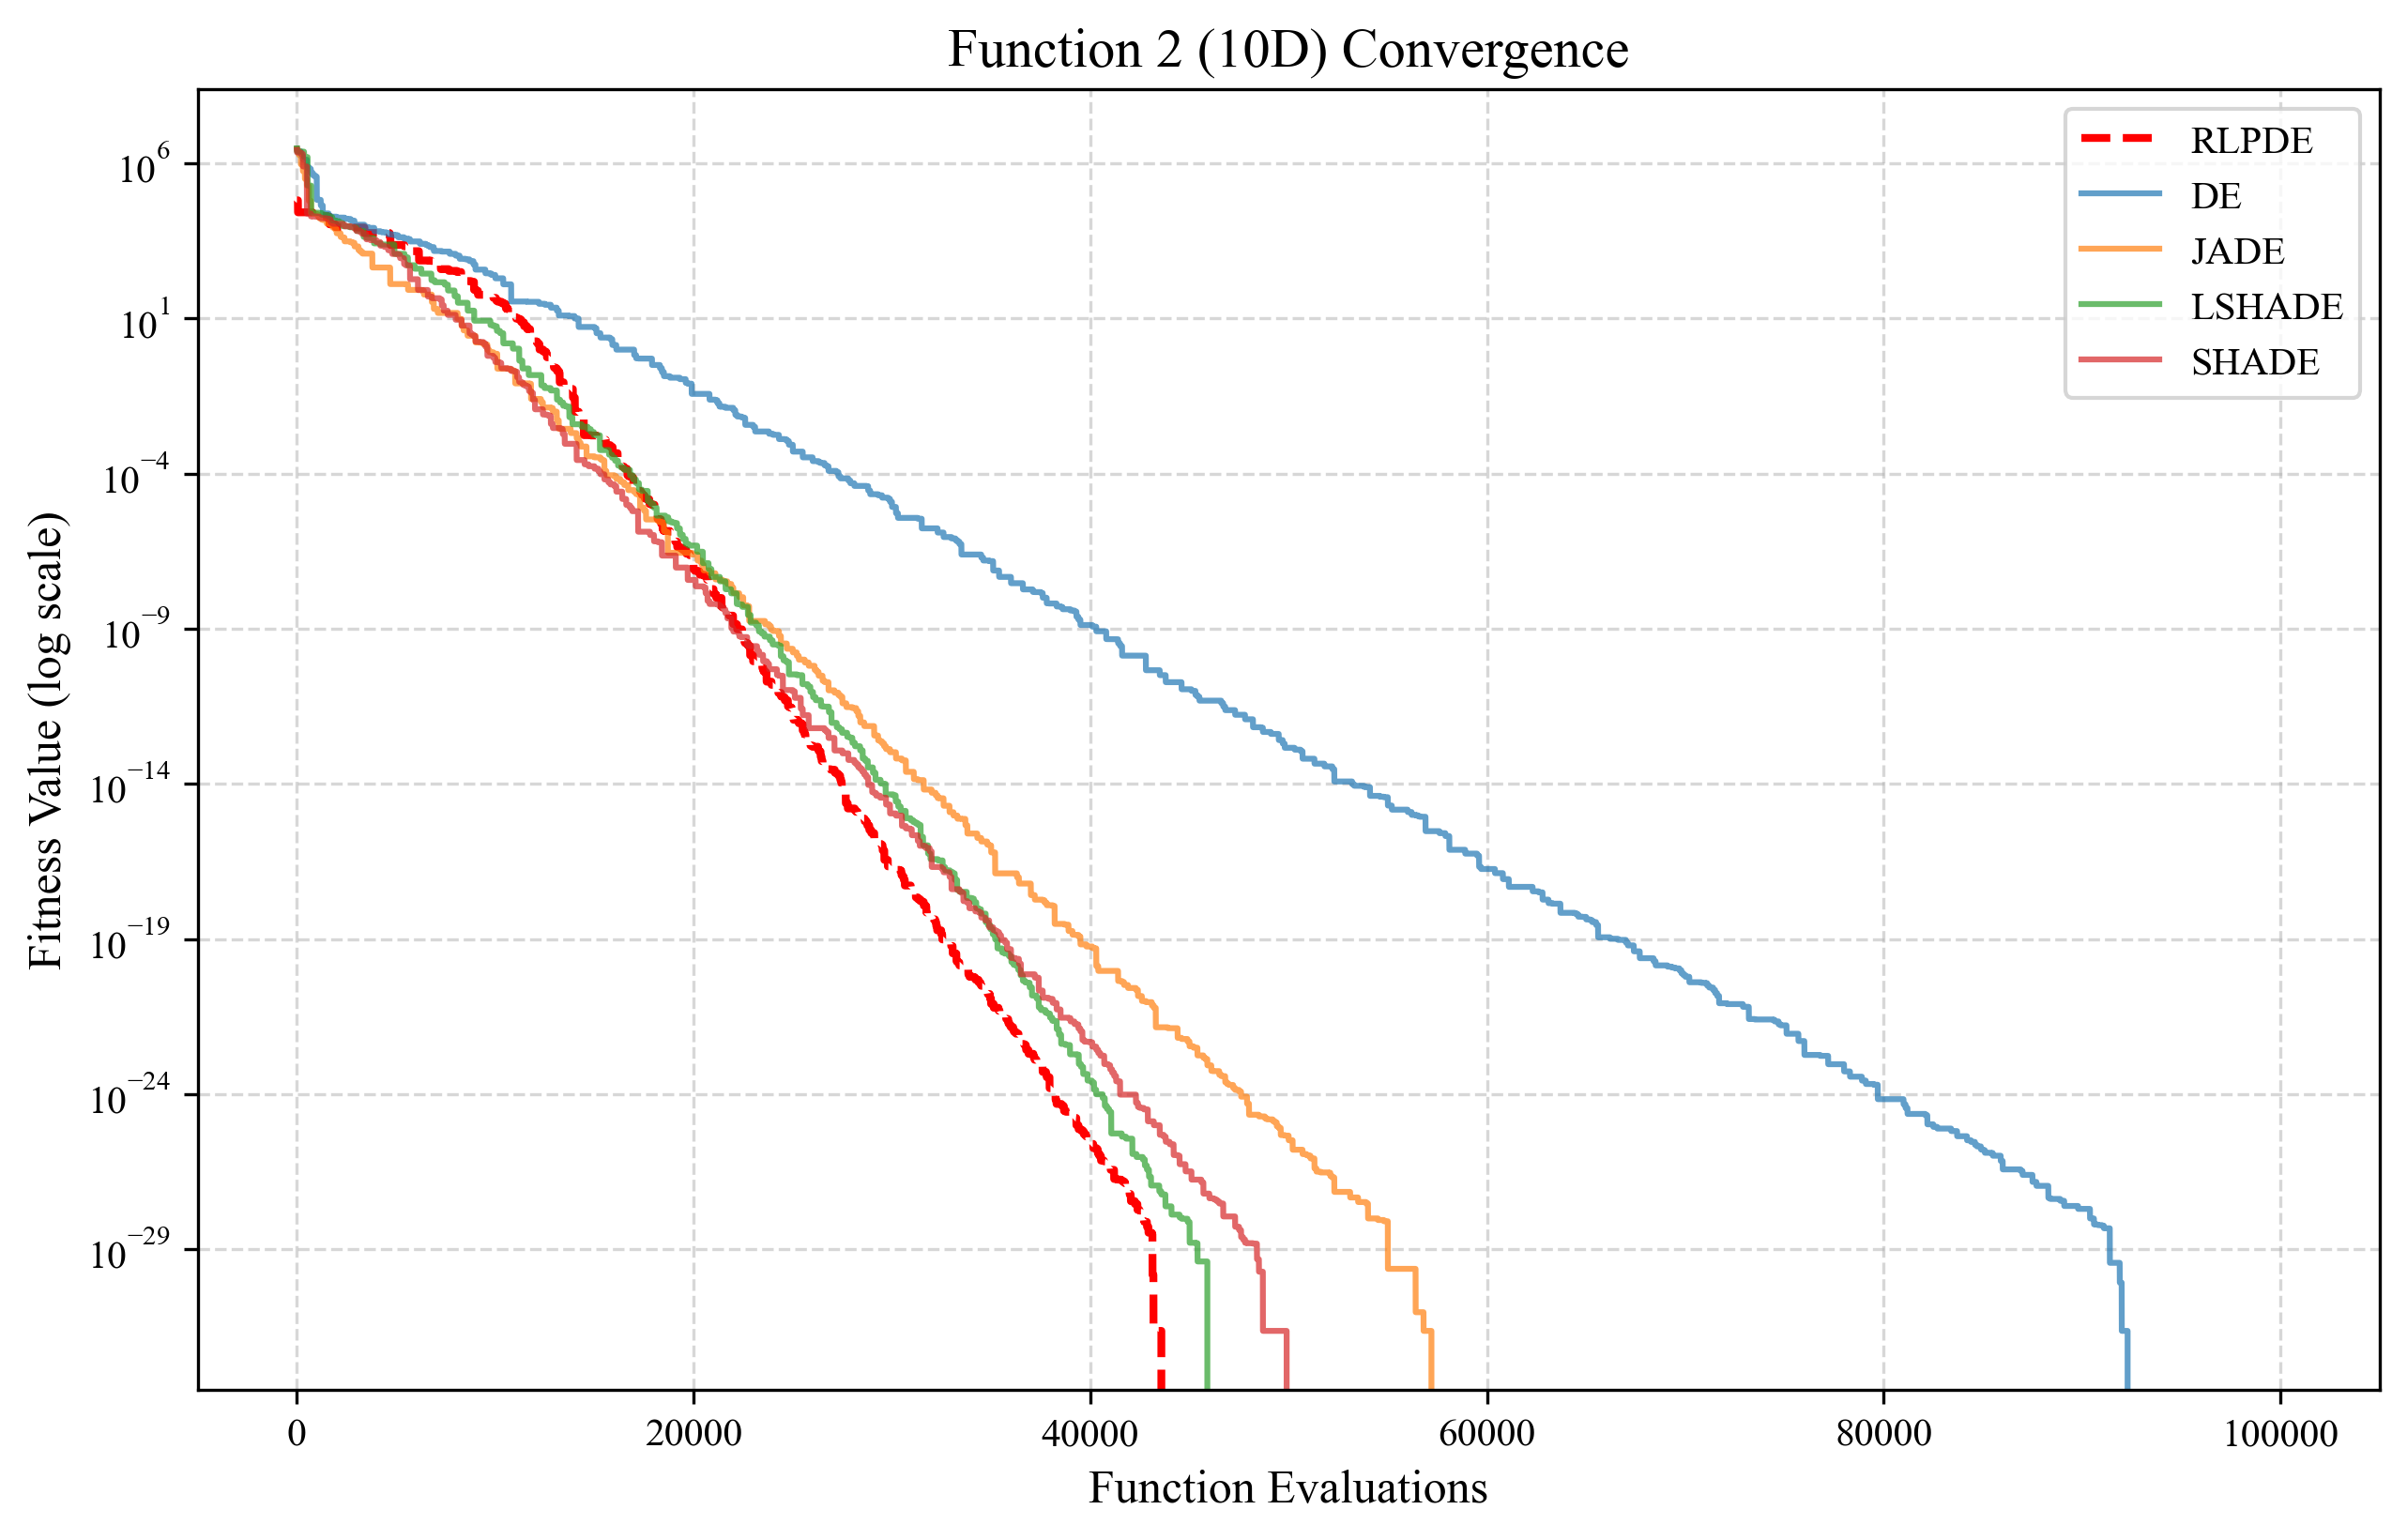 Function 2 (10D) Convergence
RLPDE
DE
JADE
LSHADE
SHADE
Fitness Value (log scale)
10^6
10^1
10^−4
10^−9
10^−14
10^−19
10^−24
10^−29
0 20000 40000 60000 80000 100000
Function Evaluations